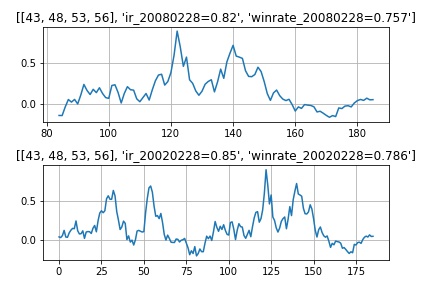 [[43, 48, 53, 56], 'ir_20080228=0.82', 'winrate_20080228=0.757']
0.5
0.0
80 100 120 140 160 180
[[43, 48, 53, 56], 'ir_20020228=0.85', 'winrate_20020228=0.786']
0.5
0.0
0 25 50 75 100 125 150 175